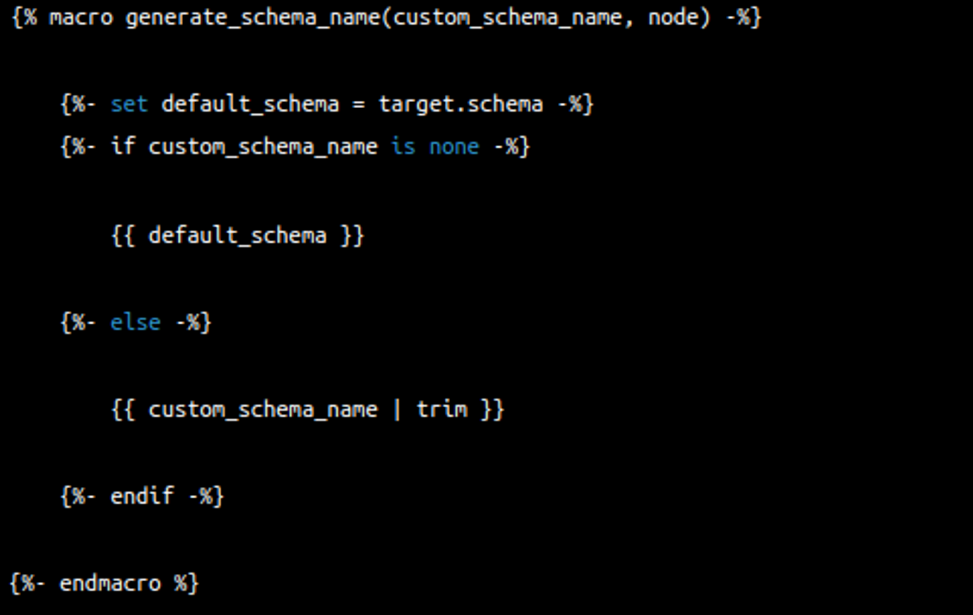 {% macro generate_schema_name(custom_schema_name, node) -%}
{%- set default_schema = target.schema -%}
{%- if custom_schema_name is none -%}
{{ default_schema }}
{%- else -%}
{{ custom_schema_name | trim }}
{%- endif -%}
{%- endmacro %}